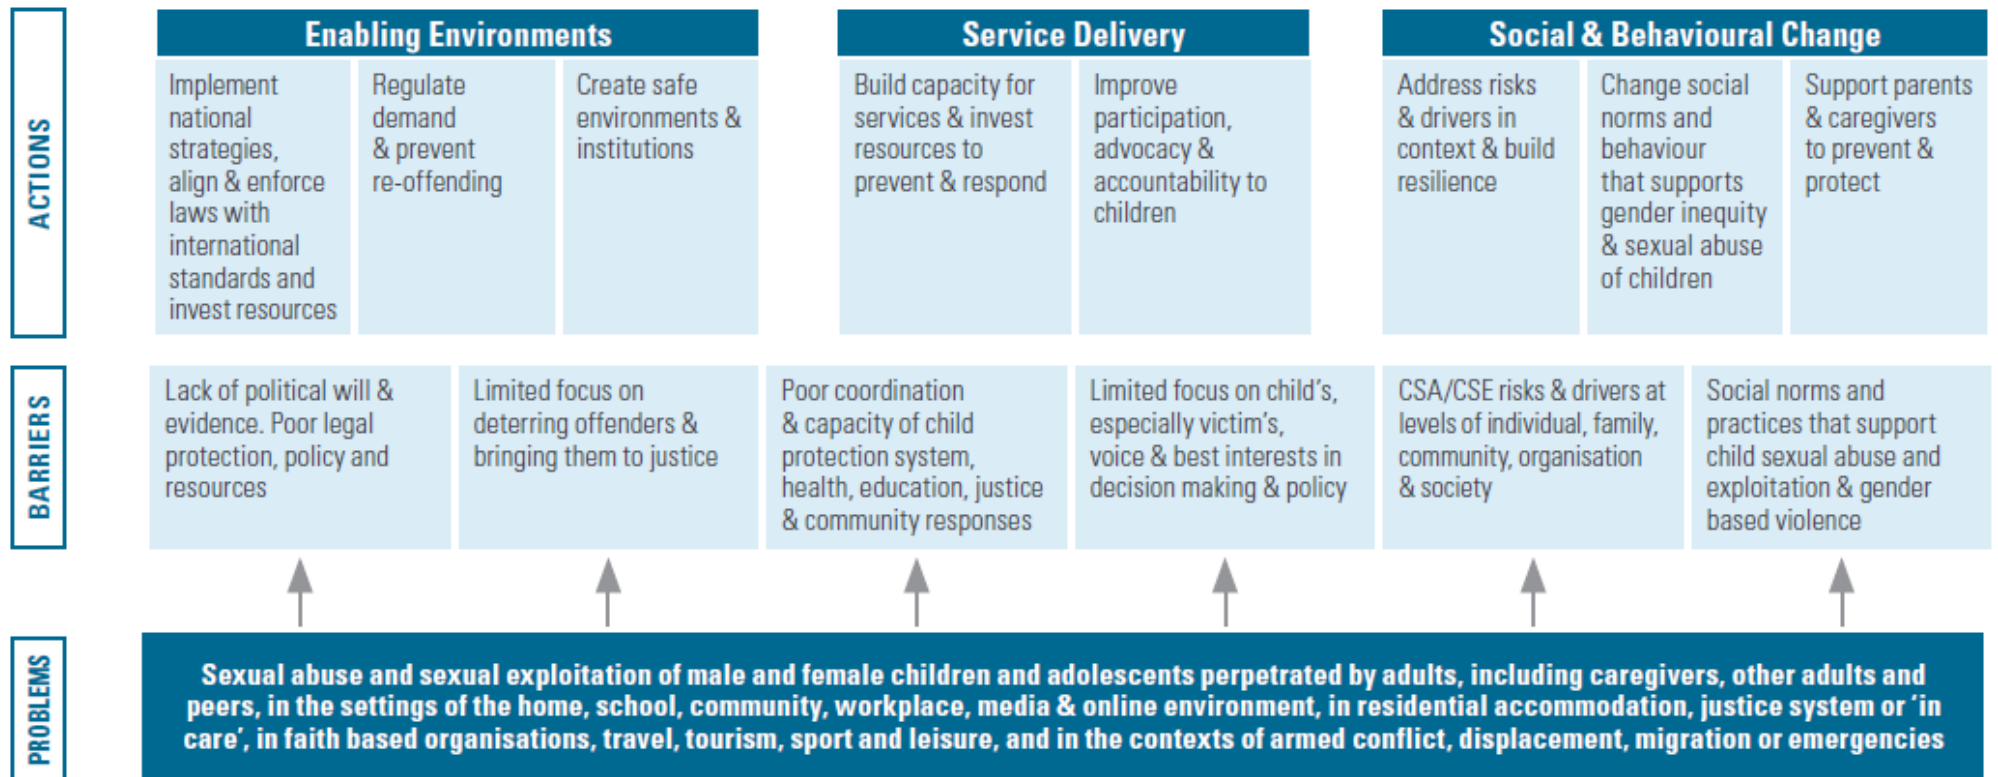 ACTIONS
Enabling Environments
Implement
national
strategies,
align & enforce
laws with
international
standards and
invest resources
Regulate
demand
& prevent
re-offending
Create safe
environments &
institutions
Service Delivery
Build capacity for
services & invest
resources to
prevent & respond
Improve
participation,
advocacy &
accountability to
children
Social & Behavioural Change
Address risks
& drivers in
context & build
resilience
Change social
norms and
behaviour
that supports
gender inequity
& sexual abuse
of children
Support parents
& caregivers
to prevent &
protect
BARRIERS
Lack of political will &
evidence. Poor legal
protection, policy and
resources
Limited focus on
deterring offenders &
bringing them to justice
Poor coordination
& capacity of child
protection system,
health, education, justice
& community responses
Limited focus on child's,
especially victim's,
voice & best interests in
decision making & policy
CSA/CSE risks & drivers at
levels of individual, family,
community, organisation
& society
Social norms and
practices that support
child sexual abuse and
exploitation & gender
based violence
PROBLEMS
Sexual abuse and sexual exploitation of male and female children and adolescents perpetrated by adults, including caregivers, other adults and
peers, in the settings of the home, school, community, workplace, media & online environment, in residential accommodation, justice system or 'in
care', in faith based organisations, travel, tourism, sport and leisure, and in the contexts of armed conflict, displacement, migration or emergencies